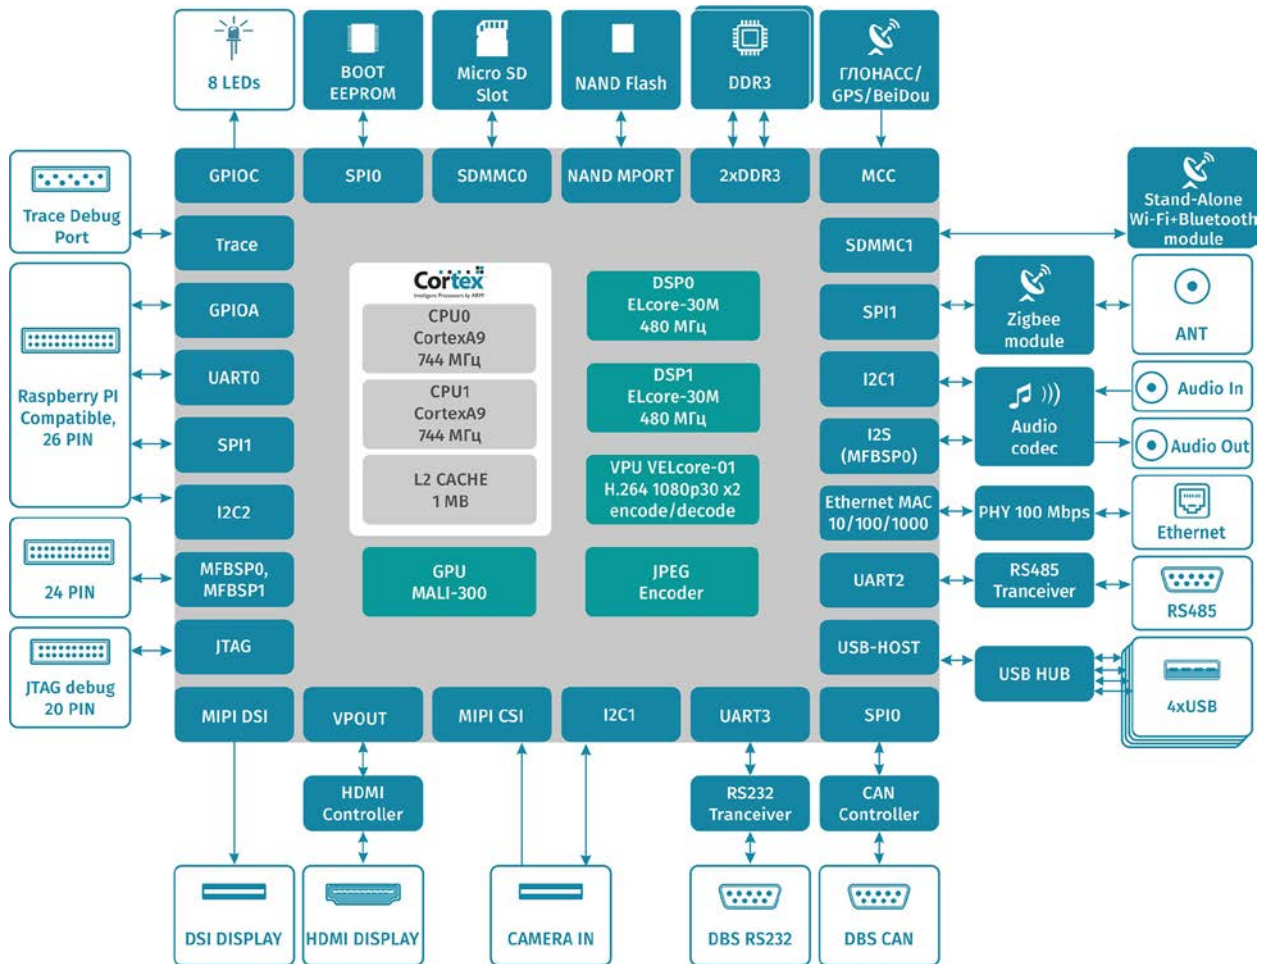 8 LEDs
BOOT
EEPROM
Micro SD
Slot
NAND Flash
DDR3
ГЛОНАСС/
GPS/BeiDou
GPIOC
SPI0
SDMMC0
NAND MPORT
2xDDR3
MCC
Trace Debug
Port
Trace
SDMMC1
Stand-Alone
Wi-Fi+Bluetooth
module
Raspberry PI
Compatible,
26 PIN
GPIOA
UART0
SPI1
I2C2
Cortex
Intelligent Processors by ARM
CPU0
CortexA9
744 МГц
CPU1
CortexA9
744 МГц
L2 CACHE
1 MB
DSP0
ELcore-30M
480 МГц
DSP1
ELcore-30M
480 МГц
VPU VELcore-01
H.264 1080p30 x2
encode/decode
GPU
MALI-300
JPEG
Encoder
SPI1
Zigbee
module
ANT
I2C1
I2S
(MFBSP0)
Audio
codec
Audio In
Audio Out
Ethernet MAC
10/100/1000
PHY 100 Mbps
Ethernet
24 PIN
MFBSP0,
MFBSP1
UART2
RS485
Tranceiver
RS485
JTAG debug
20 PIN
JTAG
USB-HOST
USB HUB
4xUSB
MIPI DSI
VPOUT
MIPI CSI
I2C1
UART3
SPI0
HDMI
Controller
RS232
Tranceiver
CAN
Controller
DSI DISPLAY
HDMI DISPLAY
CAMERA IN
DBS RS232
DBS CAN